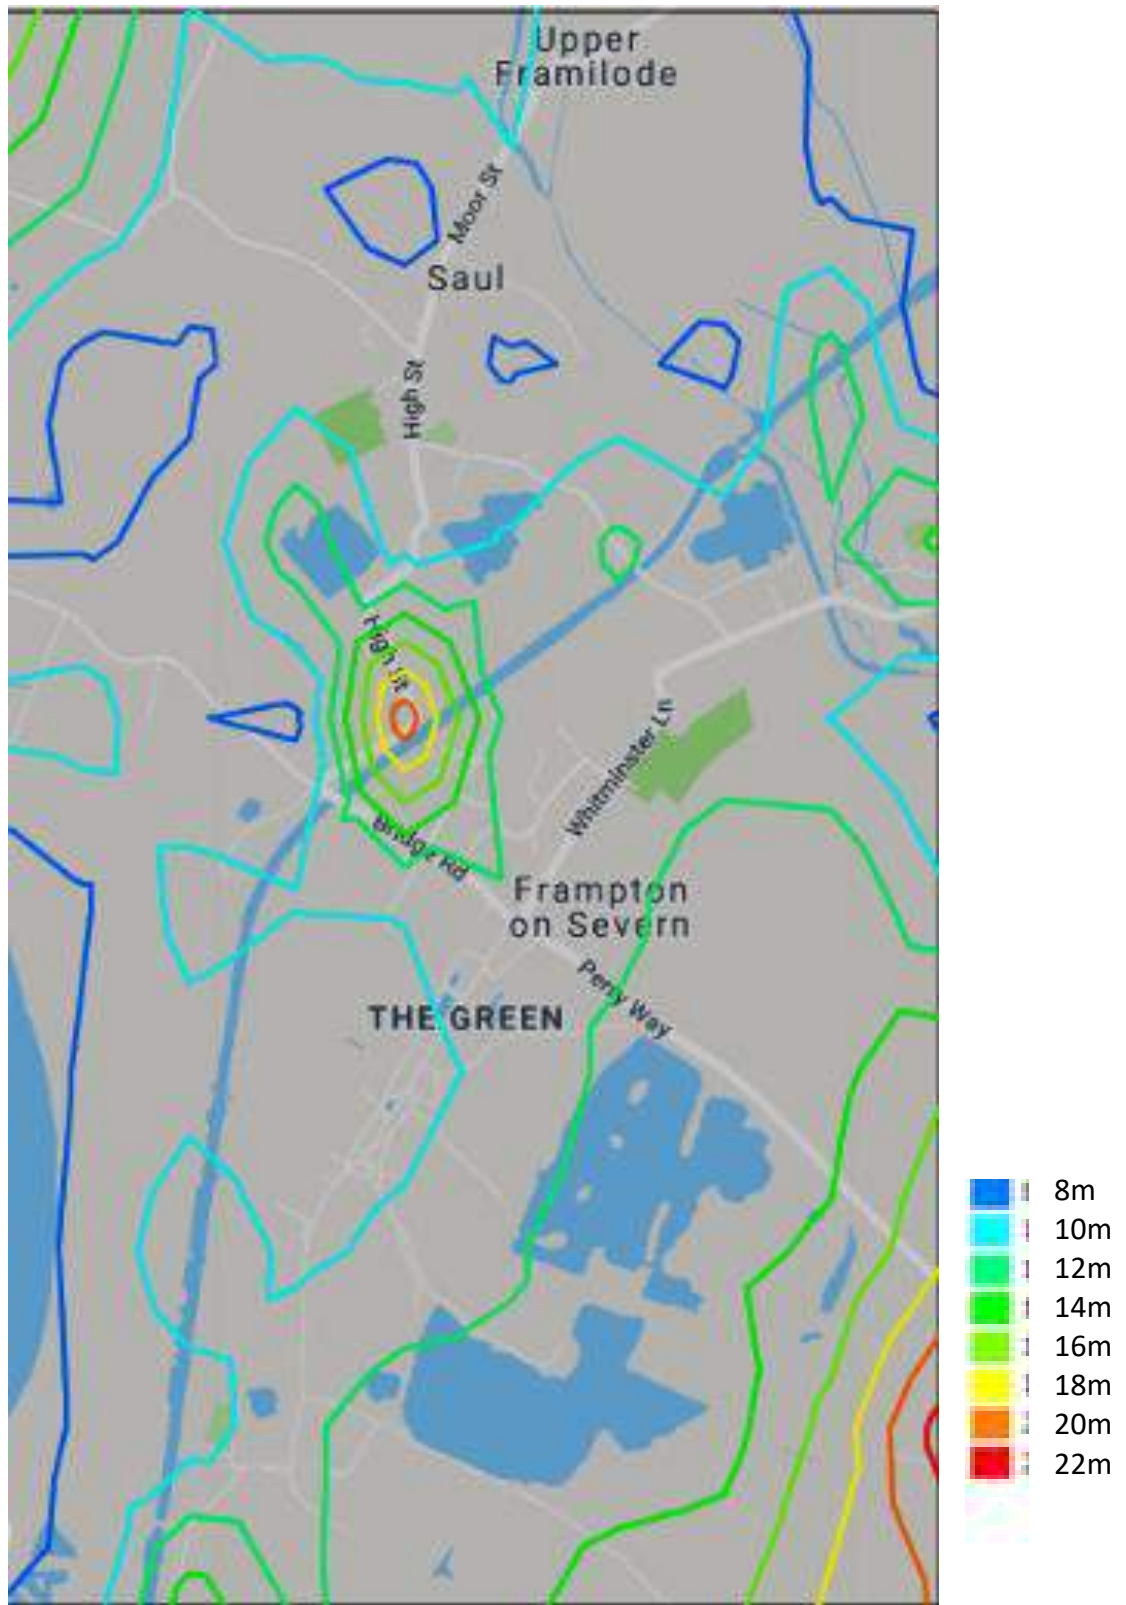 Upper
Framilode
Moor St
Saul
High St
High St
Whitminster Ln
Bridge Rd
Frampton
on Severn
Perry Way
THE GREEN
8m
10m
12m
14m
16m
18m
20m
22m